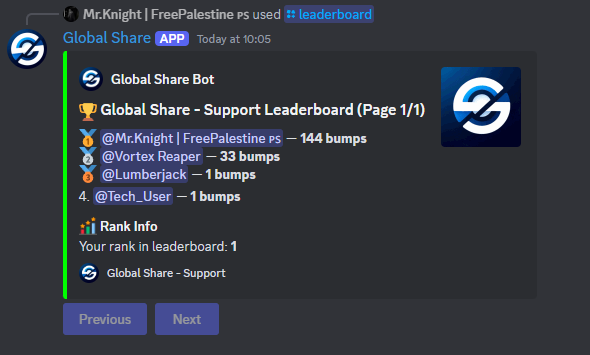 Mr.Knight | FreePalestine ᴘs used leaderboard
Global Share APP Today at 10:05
Global Share Bot
Global Share - Support Leaderboard (Page 1/1)
@Mr.Knight | FreePalestine ᴘs — 144 bumps
@Vortex Reaper — 33 bumps
@Lumberjack — 1 bumps
4. @Tech_User — 1 bumps
Rank Info
Your rank in leaderboard: 1
Global Share - Support
Previous Next